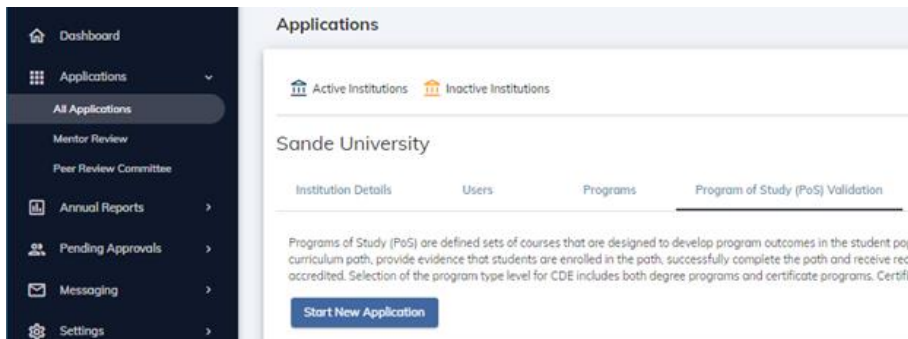 Dashboard
Applications
All Applications
Mentor Review
Peer Review Committee
Annual Reports
Pending Approvals
Messaging
Settings
Applications
Active Institutions Inactive Institutions
Sande University
Institution Details Users Programs Program of Study (PoS) Validation
Programs of Study (PoS) are defined sets of courses that are designed to develop program outcomes in the student
curriculum path, provide evidence that students are enrolled in the path, successfully complete the path and receive
accredited. Selection of the program type level for CDE includes both degree programs and certificate programs.
Start New Application